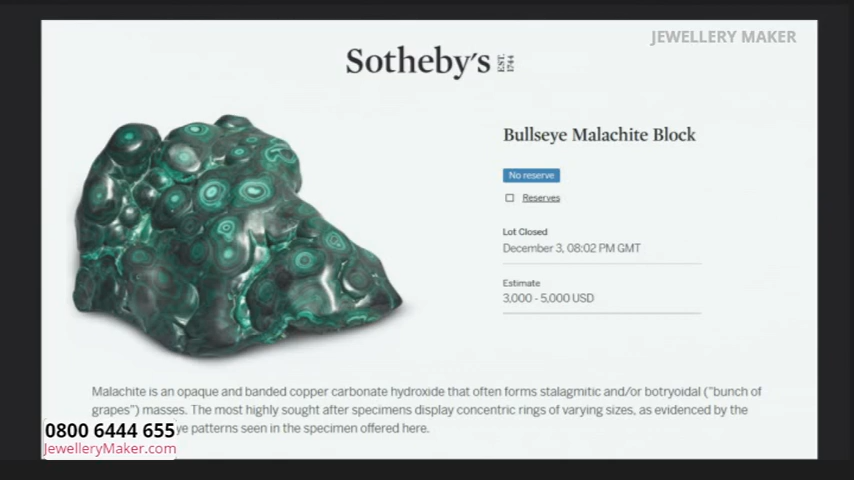 JEWELLERY MAKER
Sotheby's EST. 1744
Bullseye Malachite Block
No reserve
Reserves
Lot Closed
December 3, 08:02 PM GMT
Estimate
3,000 - 5,000 USD
Malachite is an opaque and banded copper carbonate hydroxide that often forms stalagmitic and/or botryoidal ("bunch of
grapes") masses. The most highly sought after specimens display concentric rings of varying sizes, as evidenced by the
patterns seen in the specimen offered here.
0800 6444 655
JewelleryMaker.com